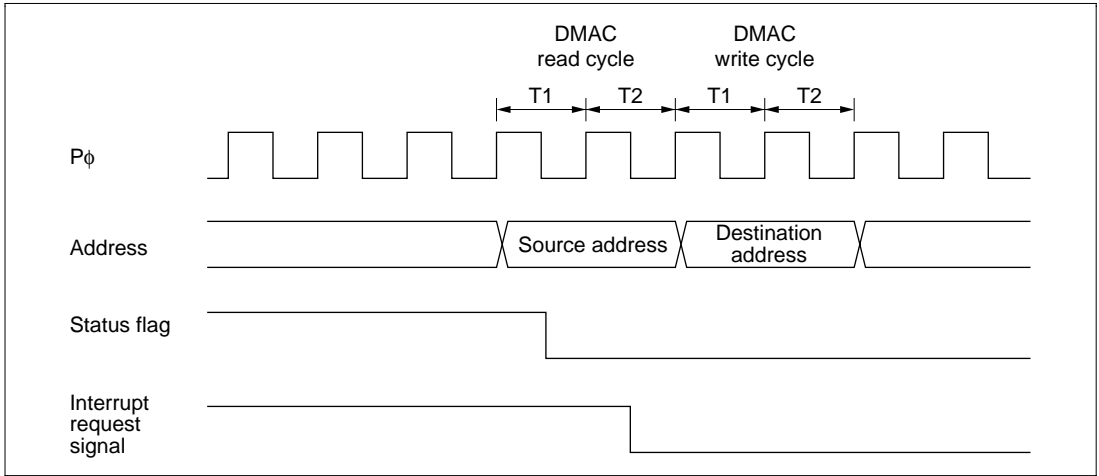 DMAC
read cycle
DMAC
write cycle
T1
T2
T1
T2
Pϕ
Address
Source address
Destination
address
Status flag
Interrupt
request
signal